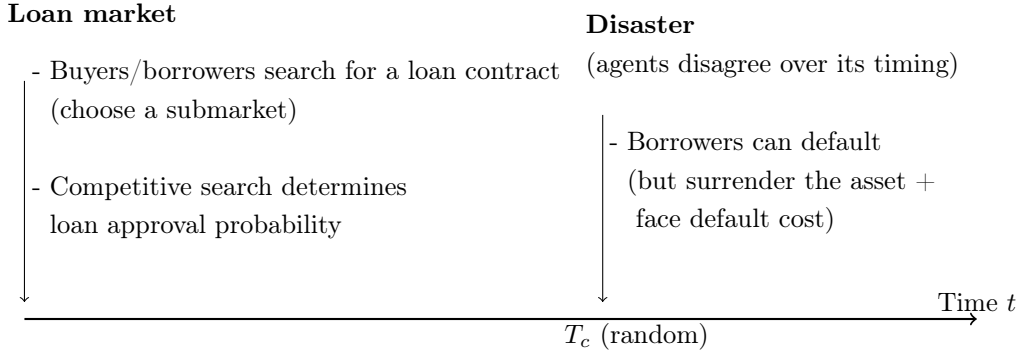 Loan market
- Buyers/borrowers search for a loan contract
(choose a submarket)
- Competitive search determines
loan approval probability
Disaster
(agents disagree over its timing)
- Borrowers can default
(but surrender the asset +
face default cost)
Time t
T_c (random)